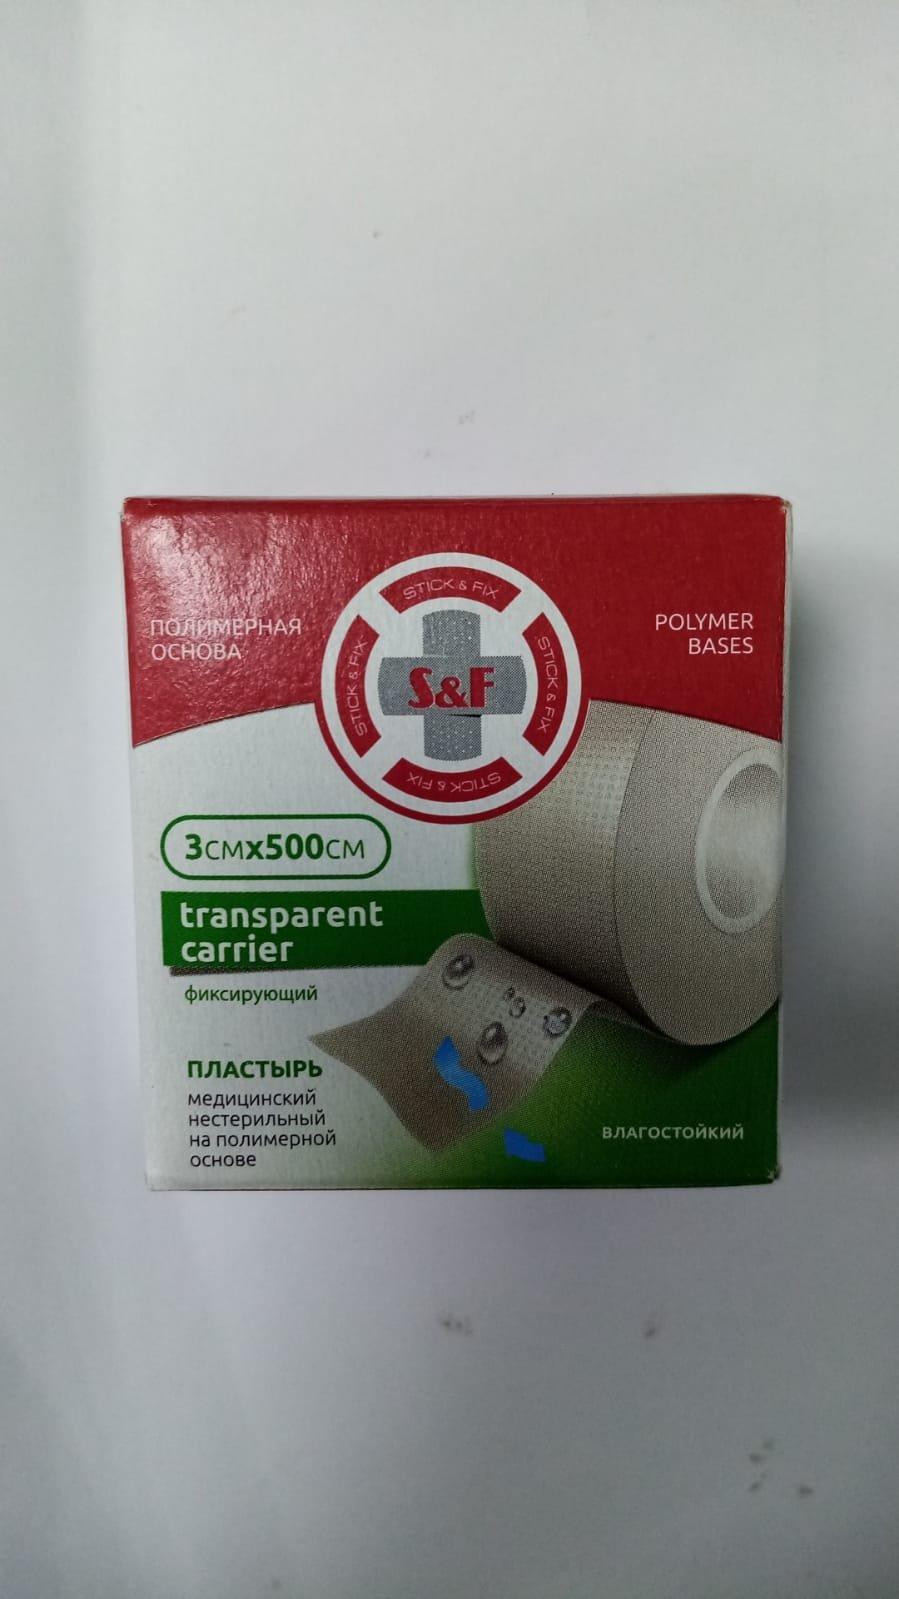 STICK & FIX
STICK & FIX
STICK & FIX
STICK & FIX
S&F
ПОЛИМЕРНАЯ
ОСНОВА
POLYMER
BASES
3СМх500СМ
transparent
carrier
фиксирующий
ПЛАСТЫРЬ
медицинский
нестерильный
на полимерной
основе
ВЛАГОСТОЙКИЙ